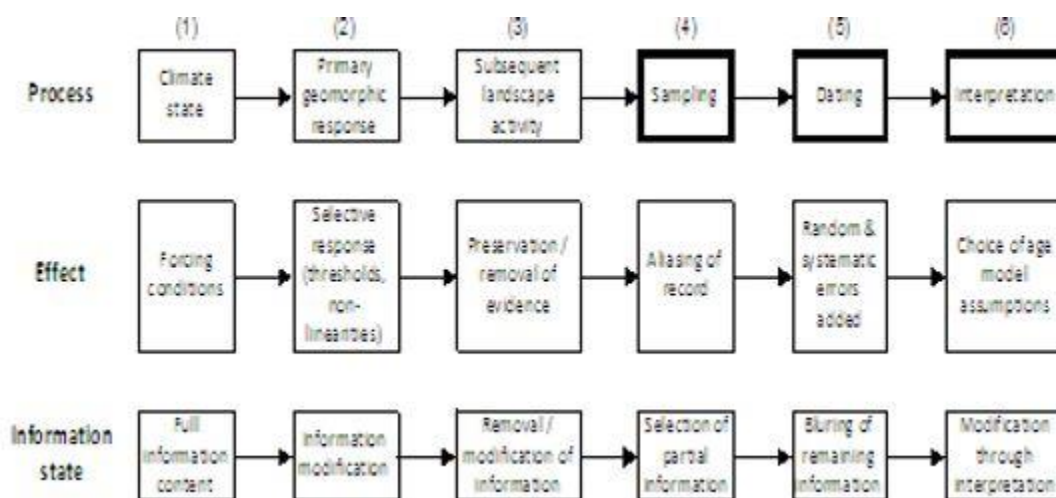 (1) (2) (3) (4) (5) (6)
Process
Climate
state
Primary
geomorphic
response
Subsequent
landscape
activity
Sampling
Dating
Interpretation
Effect
Forcing
conditions
Selective
response
(thresholds,
non-
linearities)
Preservation /
removal of
evidence
Aliasing of
record
Random &
systematic
errors
added
Choice of age
model
assumptions
Information
state
Full
information
content
Information
modification
Removal /
modification of
information
Selection of
partial
information
Bluring of
remaining
information
Modification
through
interpretation